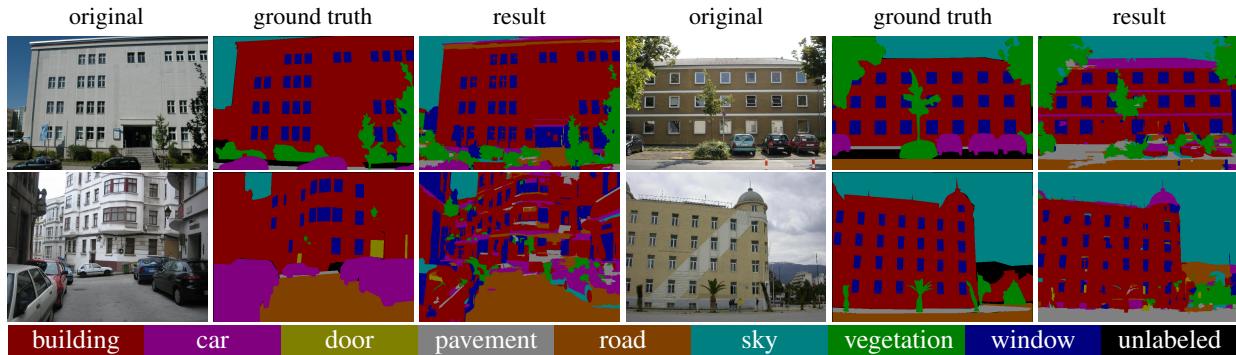 original ground truth result original ground truth result
building car door pavement road sky vegetation window unlabeled